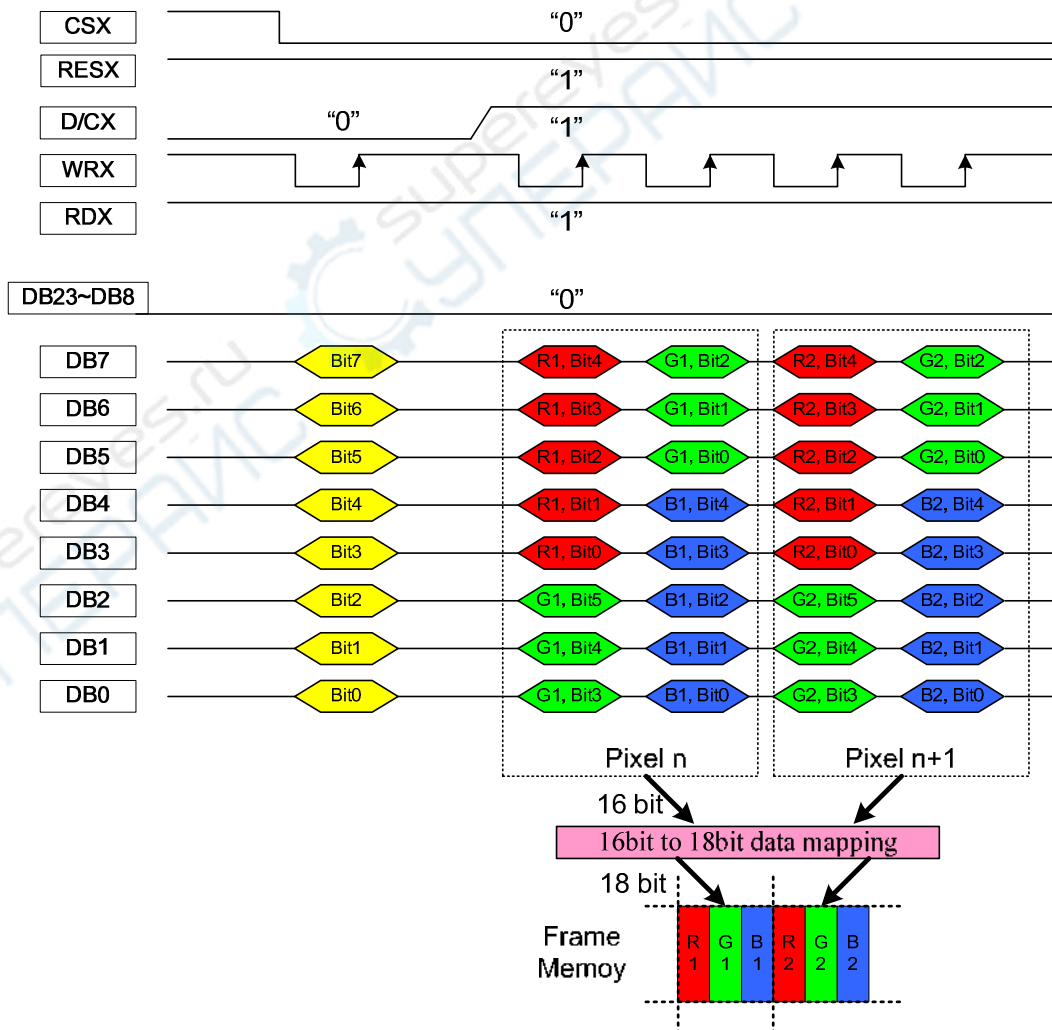 CSX “0”
RESX “1”
D/CX “0” “1”
WRX
RDX “1”
DB23~DB8 “0”
DB7 Bit7 R1, Bit4 G1, Bit2 R2, Bit4 G2, Bit2
DB6 Bit6 R1, Bit3 G1, Bit1 R2, Bit3 G2, Bit1
DB5 Bit5 R1, Bit2 G1, Bit0 R2, Bit2 G2, Bit0
DB4 Bit4 R1, Bit1 B1, Bit4 R2, Bit1 B2, Bit4
DB3 Bit3 R1, Bit0 B1, Bit3 R2, Bit0 B2, Bit3
DB2 Bit2 G1, Bit5 B1, Bit2 G2, Bit5 B2, Bit2
DB1 Bit1 G1, Bit4 B1, Bit1 G2, Bit4 B2, Bit1
DB0 Bit0 G1, Bit3 B1, Bit0 G2, Bit3 B2, Bit0
Pixel n Pixel n+1
16 bit
16bit to 18bit data mapping
18 bit
Frame
Memoy
R G B R G B
1 1 1 2 2 2
supereyes.ru
СУПЕРАЙС